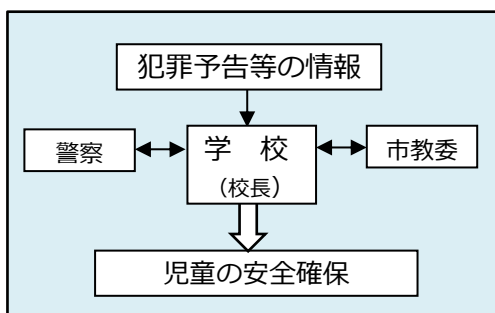 犯罪予告等の情報
警察
学　校
（校長）
市教委
児童の安全確保